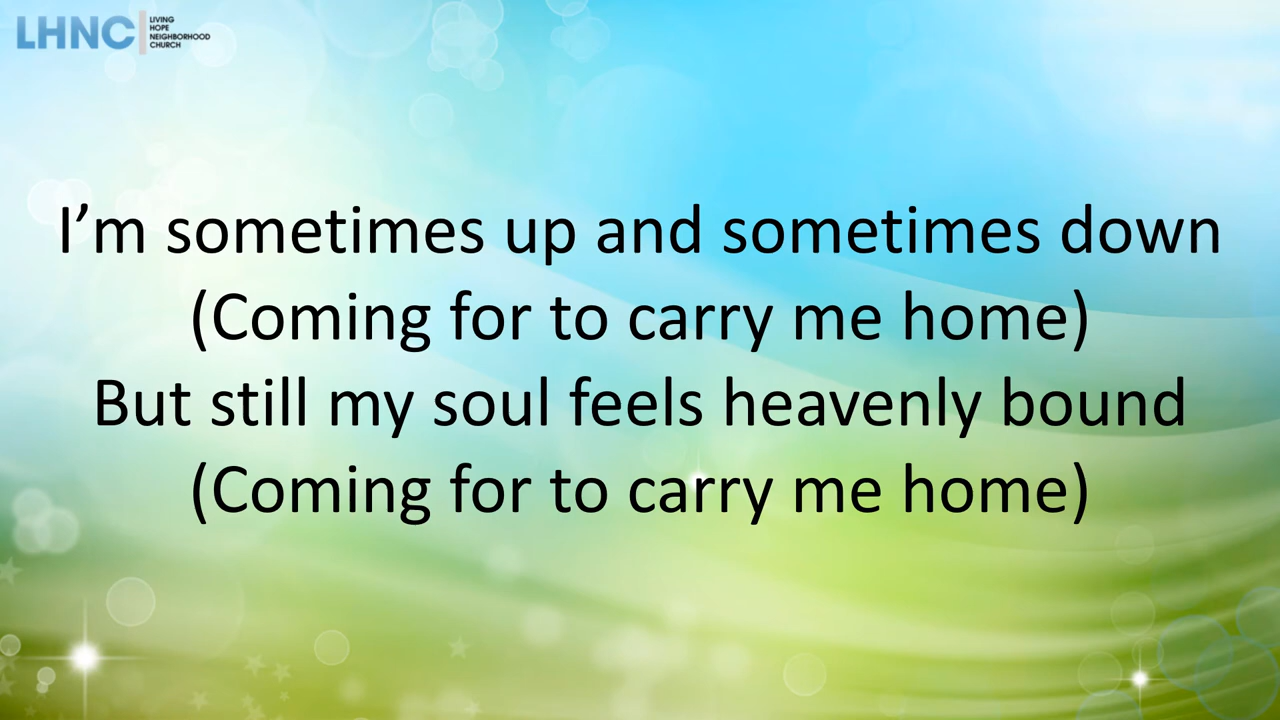 LHNC
LIVING
HOPE
NEIGHBORHOOD
CHURCH
I’m sometimes up and sometimes down
(Coming for to carry me home)
But still my soul feels heavenly bound
(Coming for to carry me home)